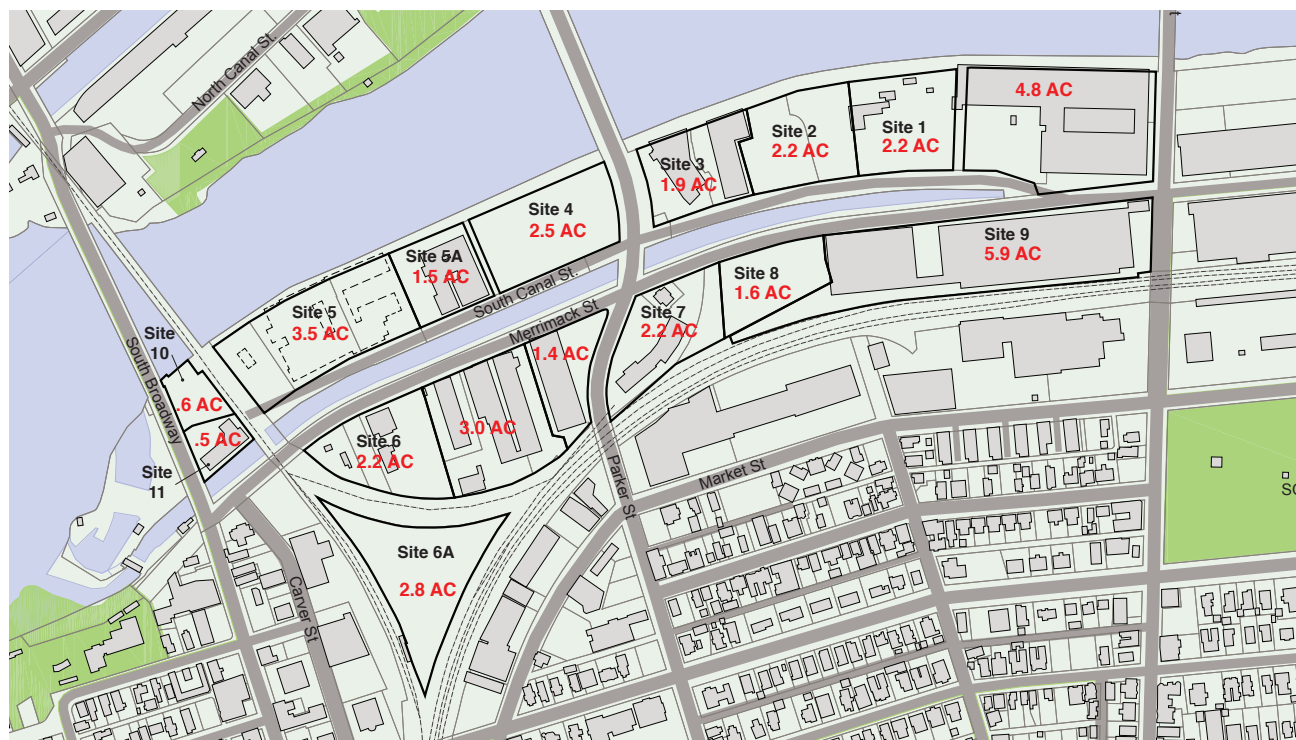 North Canal St.
4.8 AC
Site 1
2.2 AC
Site 2
2.2 AC
Site 3
1.9 AC
Site 4
2.5 AC
Site 5A
1.5 AC
Site 9
5.9 AC
Site 8
1.6 AC
South Canal St.
Site 5
3.5 AC
Site 7
2.2 AC
Merrimack St
Site
10
South Broadway
1.4 AC
.6 AC
3.0 AC
.5 AC
Site 6
2.2 AC
Site
11
Parker St
Market St
Site 6A
2.8 AC
Carver St